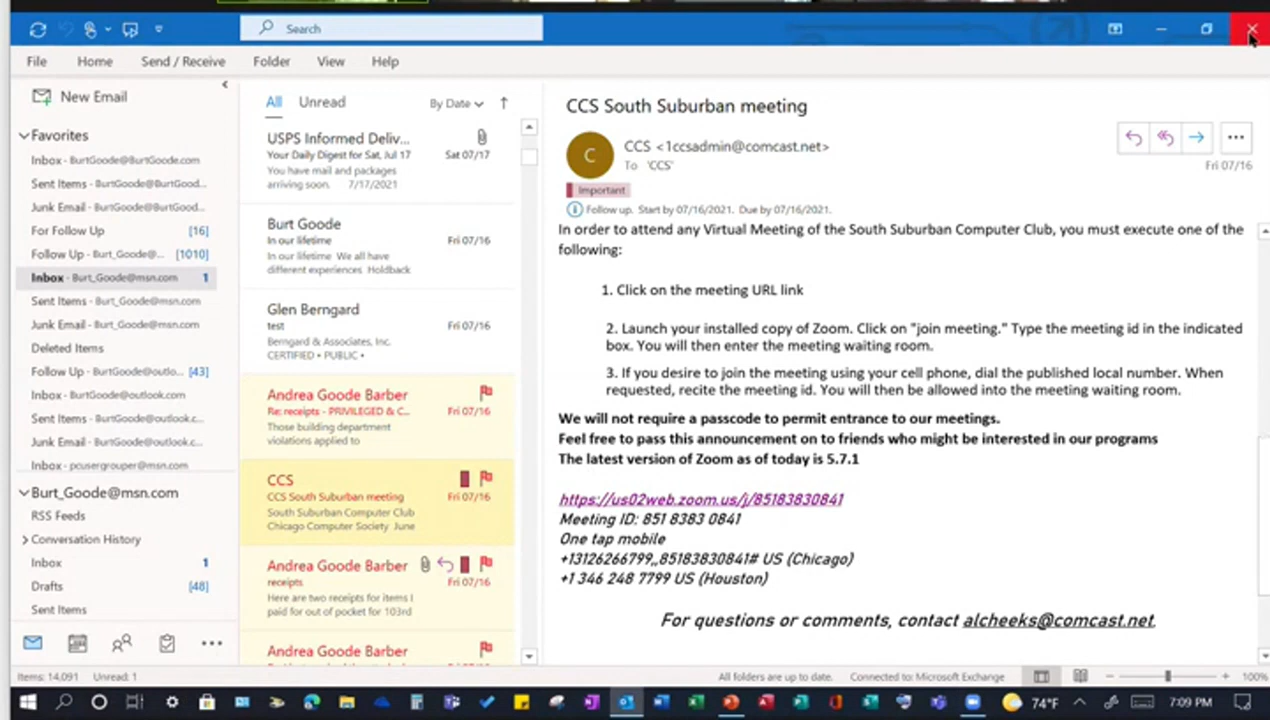 Search
File Home Send / Receive Folder View Help
New Email
Favorites
Inbox - BurtGoode@BurtGoode.com
Sent Items - BurtGoode@BurtGood...
Junk Email - BurtGoode@BurtGood...
For Follow Up [16]
Follow Up - Burt_Goode@... [1010]
Inbox - Burt_Goode@msn.com 1
Sent Items - Burt_Goode@msn.com
Junk Email - Burt_Goode@msn.com
Deleted Items
Follow Up - Burt_Goode@outlo... [43]
Inbox - Burt_Goode@outlook.com
Sent Items - Burt_Goode@outlook.c...
Junk Email - Burt_Goode@outlook.c...
Inbox - pcusergrouper@msn.com
Burt_Goode@msn.com
RSS Feeds
Conversation History
Inbox 1
Drafts [48]
Sent Items
All Unread By Date
USPS Informed Deliv...
Your Daily Digest for Sat, Jul 17 Sat 07/17
You have mail and packages
arriving soon. 7/17/2021
Burt Goode
In our lifetime Fri 07/16
In our lifetime We all have
different experiences Holdback
Glen Berngard
test Fri 07/16
Berngard & Associates, Inc.
CERTIFIED • PUBLIC •
Andrea Goode Barber
Re: receipts - PRIVILEGED & C... Fri 07/16
Those building department
violations applied to
CCS
CCS South Suburban meeting Fri 07/16
South Suburban Computer Club
Chicago Computer Society June
Andrea Goode Barber
receipts Fri 07/16
Here are two receipts for items I
paid for out of pocket for 103rd
Andrea Goode Barber
CCS South Suburban meeting
C
CCS <1ccsadmin@comcast.net>
To 'CCS'
Fri 07/16
Important
Follow up. Start by 07/16/2021. Due by 07/16/2021.
In order to attend any Virtual Meeting of the South Suburban Computer Club, you must execute one of the
following:
1. Click on the meeting URL link
2. Launch your installed copy of Zoom. Click on "join meeting." Type the meeting id in the indicated
box. You will then enter the meeting waiting room.
3. If you desire to join the meeting using your cell phone, dial the published local number. When
requested, recite the meeting id. You will then be allowed into the meeting waiting room.
We will not require a passcode to permit entrance to our meetings.
Feel free to pass this announcement on to friends who might be interested in our programs
The latest version of Zoom as of today is 5.7.1
https://us02web.zoom.us/j/85183830841
Meeting ID: 851 8383 0841
One tap mobile
+13126266799,,85183830841# US (Chicago)
+1 346 248 7799 US (Houston)
For questions or comments, contact alcheeks@comcast.net.
Items: 14,091 Unread: 1 All folders are up to date. Connected to: Microsoft Exchange 100%
74°F 7:09 PM